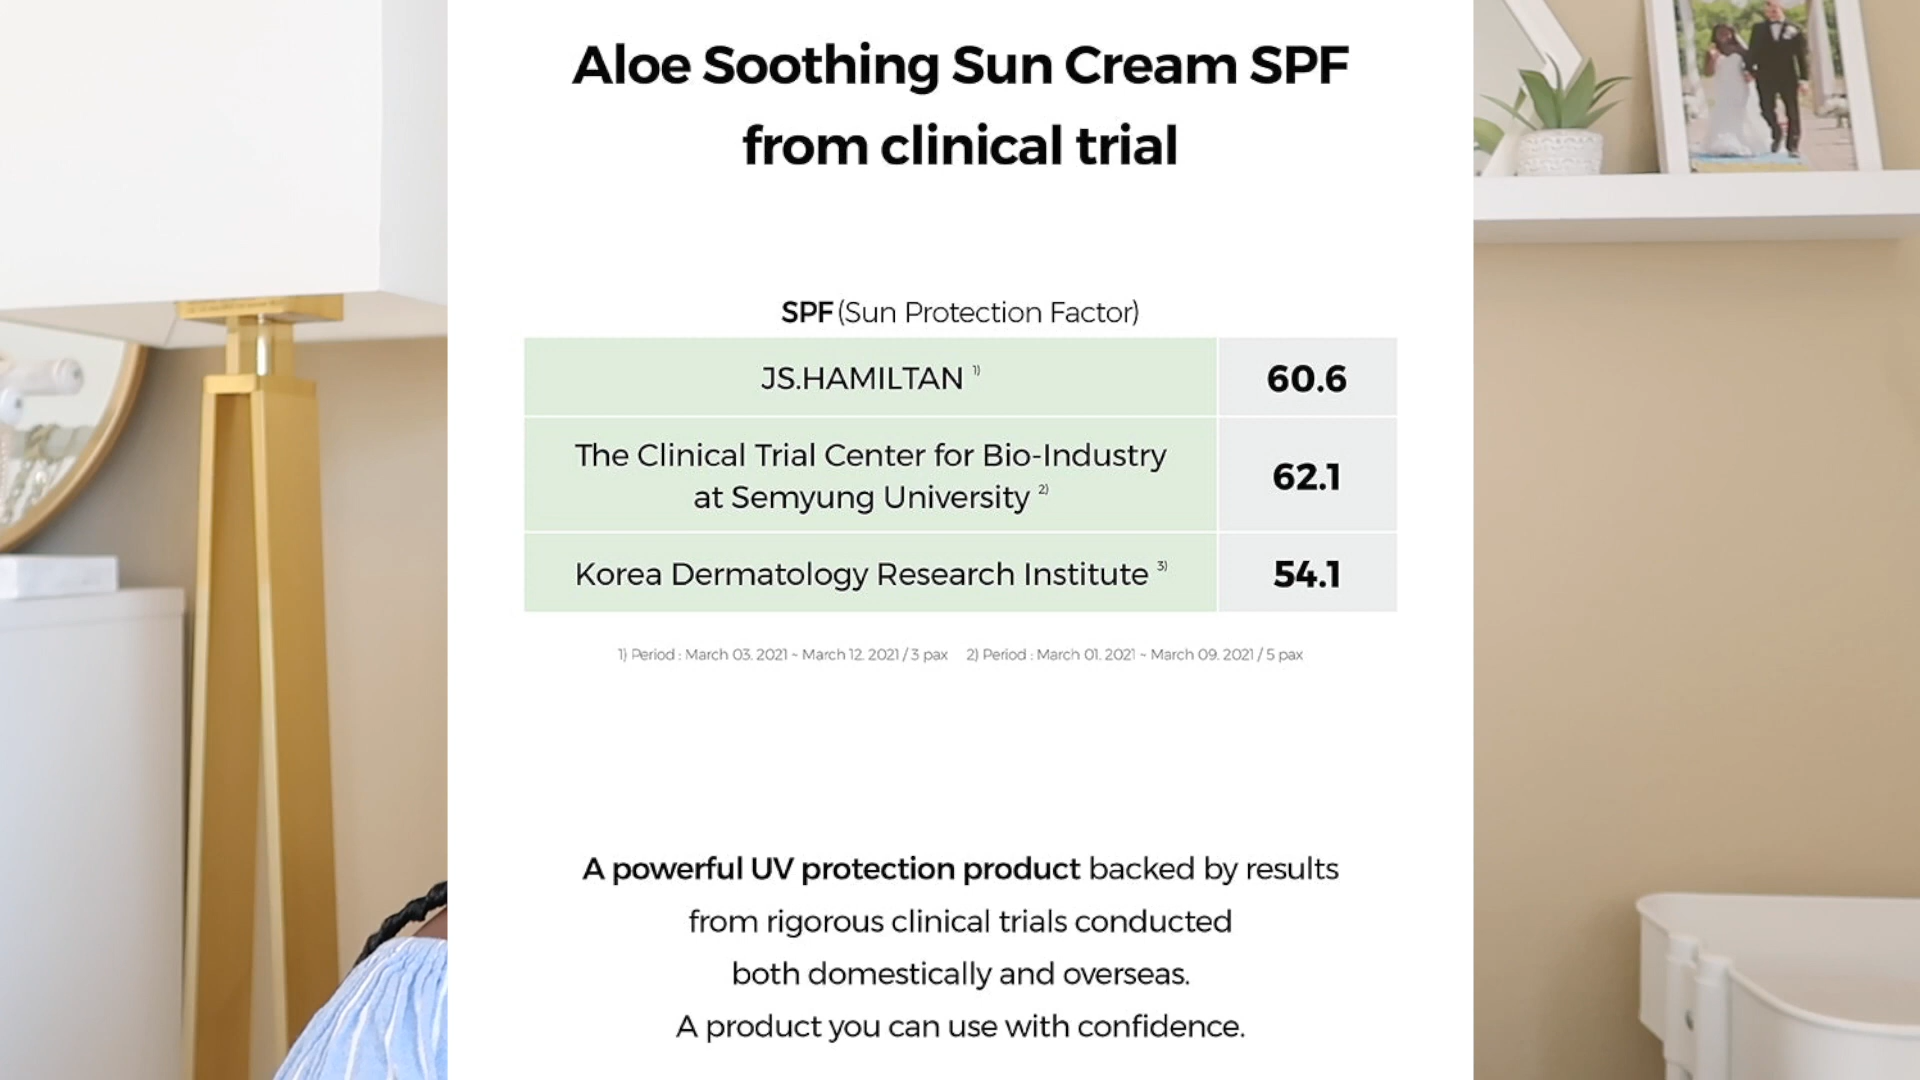 Aloe Soothing Sun Cream SPF
from clinical trial
SPF (Sun Protection Factor)
JS.HAMILTAN 1)
60.6
The Clinical Trial Center for Bio-Industry
at Semyung University 2)
62.1
Korea Dermatology Research Institute 3)
54.1
1) Period : March 03. 2021 ~ March 12. 2021 / 3 pax 2) Period : March 01. 2021 ~ March 09. 2021 / 5 pax
A powerful UV protection product backed by results
from rigorous clinical trials conducted
both domestically and overseas.
A product you can use with confidence.